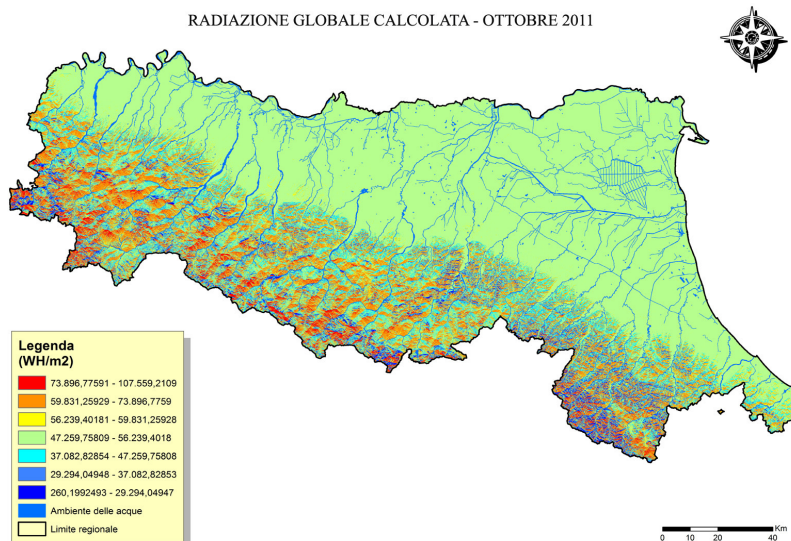 RADIAZIONE GLOBALE CALCOLATA - OTTOBRE 2011
Legenda
(WH/m2)
73.896,77591 - 107.559,2109
59.831,25929 - 73.896,7759
56.239,40181 - 59.831,25928
47.259,75809 - 56.239,4018
37.082,82854 - 47.259,75808
29.294,04948 - 37.082,82853
260,1992493 - 29.294,04947
Ambiente delle acque
Limite regionale
Km
0 10 20 40